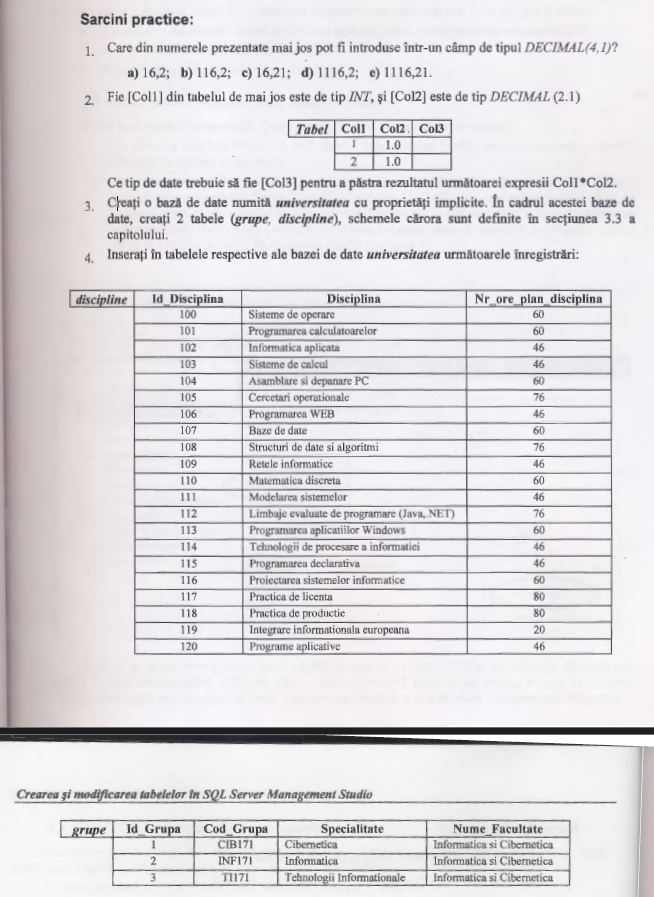 Sarcini practice:
1. Care din numerele prezentate mai jos pot fi introduse într-un câmp de tipul DECIMAL(4,1)?
a) 16,2; b) 116,2; c) 16,21; d) 1116,2; e) 1116,21.
2. Fie [Col1] din tabelul de mai jos este de tip INT, şi [Col2] este de tip DECIMAL (2.1)
Tabel Col1 Col2. Col3
1 1.0
2 1.0
Ce tip de date trebuie să fie [Col3] pentru a păstra rezultatul următoarei expresii Col1*Col2.
3. Creaţi o bază de date numită universitatea cu proprietăţi implicite. În cadrul acestei baze de
date, creaţi 2 tabele (grupe, discipline), schemele cărora sunt definite în secţiunea 3.3 a
capitolului.
4. Inseraţi în tabelele respective ale bazei de date universitatea următoarele înregistrări:
discipline Id_Disciplina Disciplina Nr_ore_plan_disciplina
100 Sisteme de operare 60
101 Programarea calculatoarelor 60
102 Informatica aplicata 46
103 Sisteme de calcul 46
104 Asamblare si depanare PC 60
105 Cercetari operationale 76
106 Programarea WEB 46
107 Baze de date 60
108 Structuri de date si algoritmi 76
109 Retele informatice 46
110 Matematica discreta 60
111 Modelarea sistemelor 46
112 Limbaje evaluate de programare (Java,.NET) 76
113 Programarea aplicatiilor Windows 60
114 Tehnologii de procesare a informatiei 46
115 Programarea declarativa 46
116 Proiectarea sistemelor informatice 60
117 Practica de licenta 80
118 Practica de productie 80
119 Integrare informationala europeana 20
120 Programe aplicative 46
Crearea şi modificarea tabelelor în SQL Server Management Studio
grupe Id_Grupa Cod_Grupa Specialitate Nume_Facultate
1 CIB171 Cibernetica Informatica si Cibernetica
2 INF171 Informatica Informatica si Cibernetica
3 TI171 Tehnologii Informationale Informatica si Cibernetica